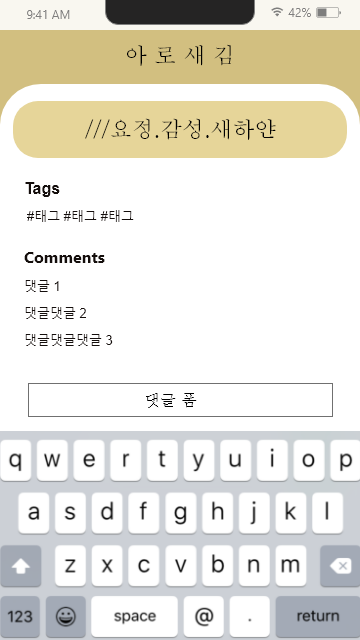 9:41 AM 42%
아 로 새 김
///요정.감성.새하얀
Tags
#태그 #태그 #태그
Comments
댓글 1
댓글댓글 2
댓글댓글댓글 3
댓글 폼
q w e r t y u i o p
a s d f g h j k l
z x c v b n m
123 space @ . return